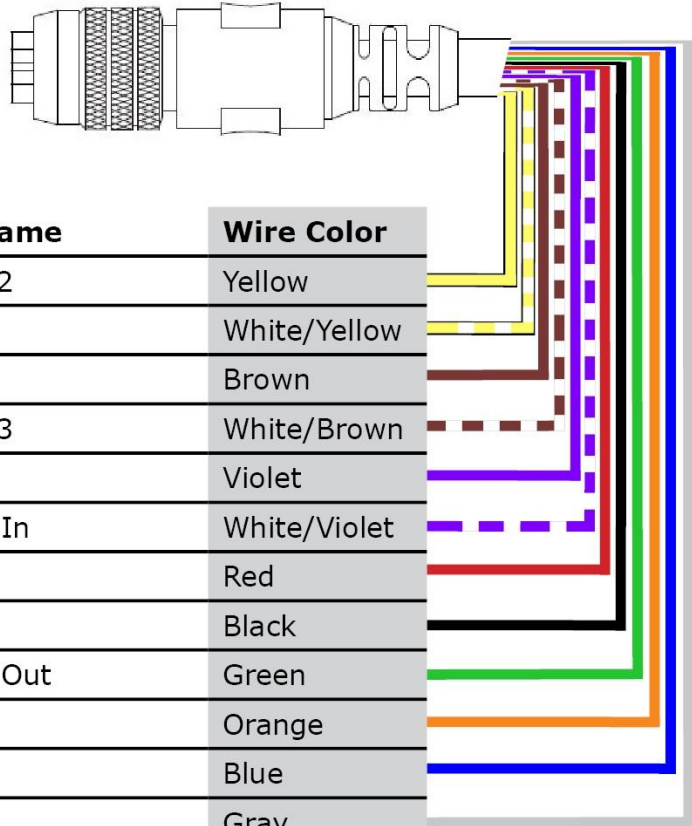 ame Wire Color
2 Yellow
White/Yellow
Brown
3 White/Brown
Violet
In White/Violet
Red
Black
Out Green
Orange
Blue
Gray